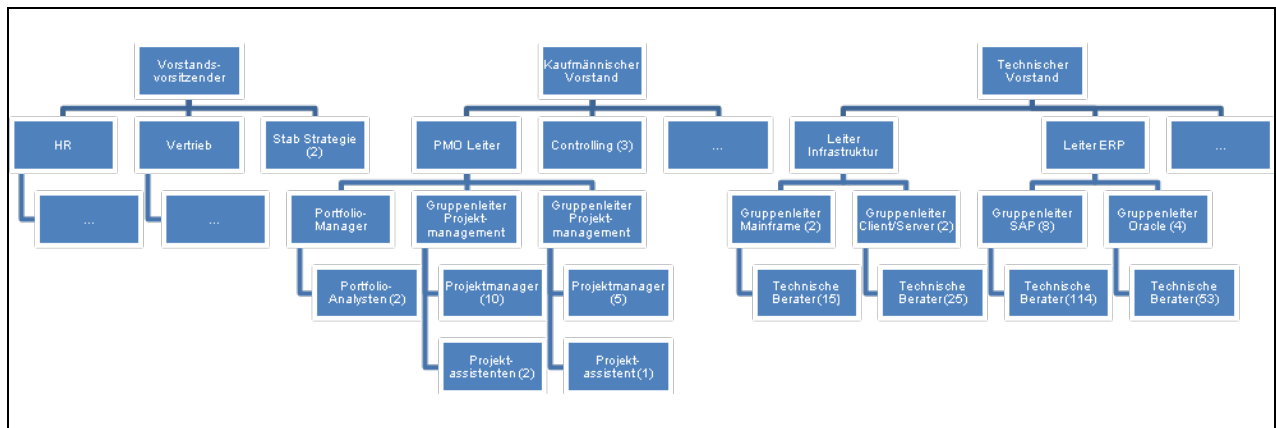 Vorstands-
vorsitzender
Kaufmännischer
Vorstand
Technischer
Vorstand
HR
Vertrieb
Stab Strategie
(2)
PMO Leiter
Controlling (3)
...
Leiter
Infrastruktur
Leiter ERP
...
...
...
Portfolio-
Manager
Gruppenleiter
Projekt-
management
Gruppenleiter
Projekt-
management
Gruppenleiter
Mainframe (2)
Gruppenleiter
Client/Server (2)
Gruppenleiter
SAP (8)
Gruppenleiter
Oracle (4)
Portfolio-
Analysten (2)
Projektmanager
(10)
Projektmanager
(5)
Technische
Berater (15)
Technische
Berater (25)
Technische
Berater (114)
Technische
Berater (53)
Projekt-
assistenten (2)
Projekt-
assistent (1)